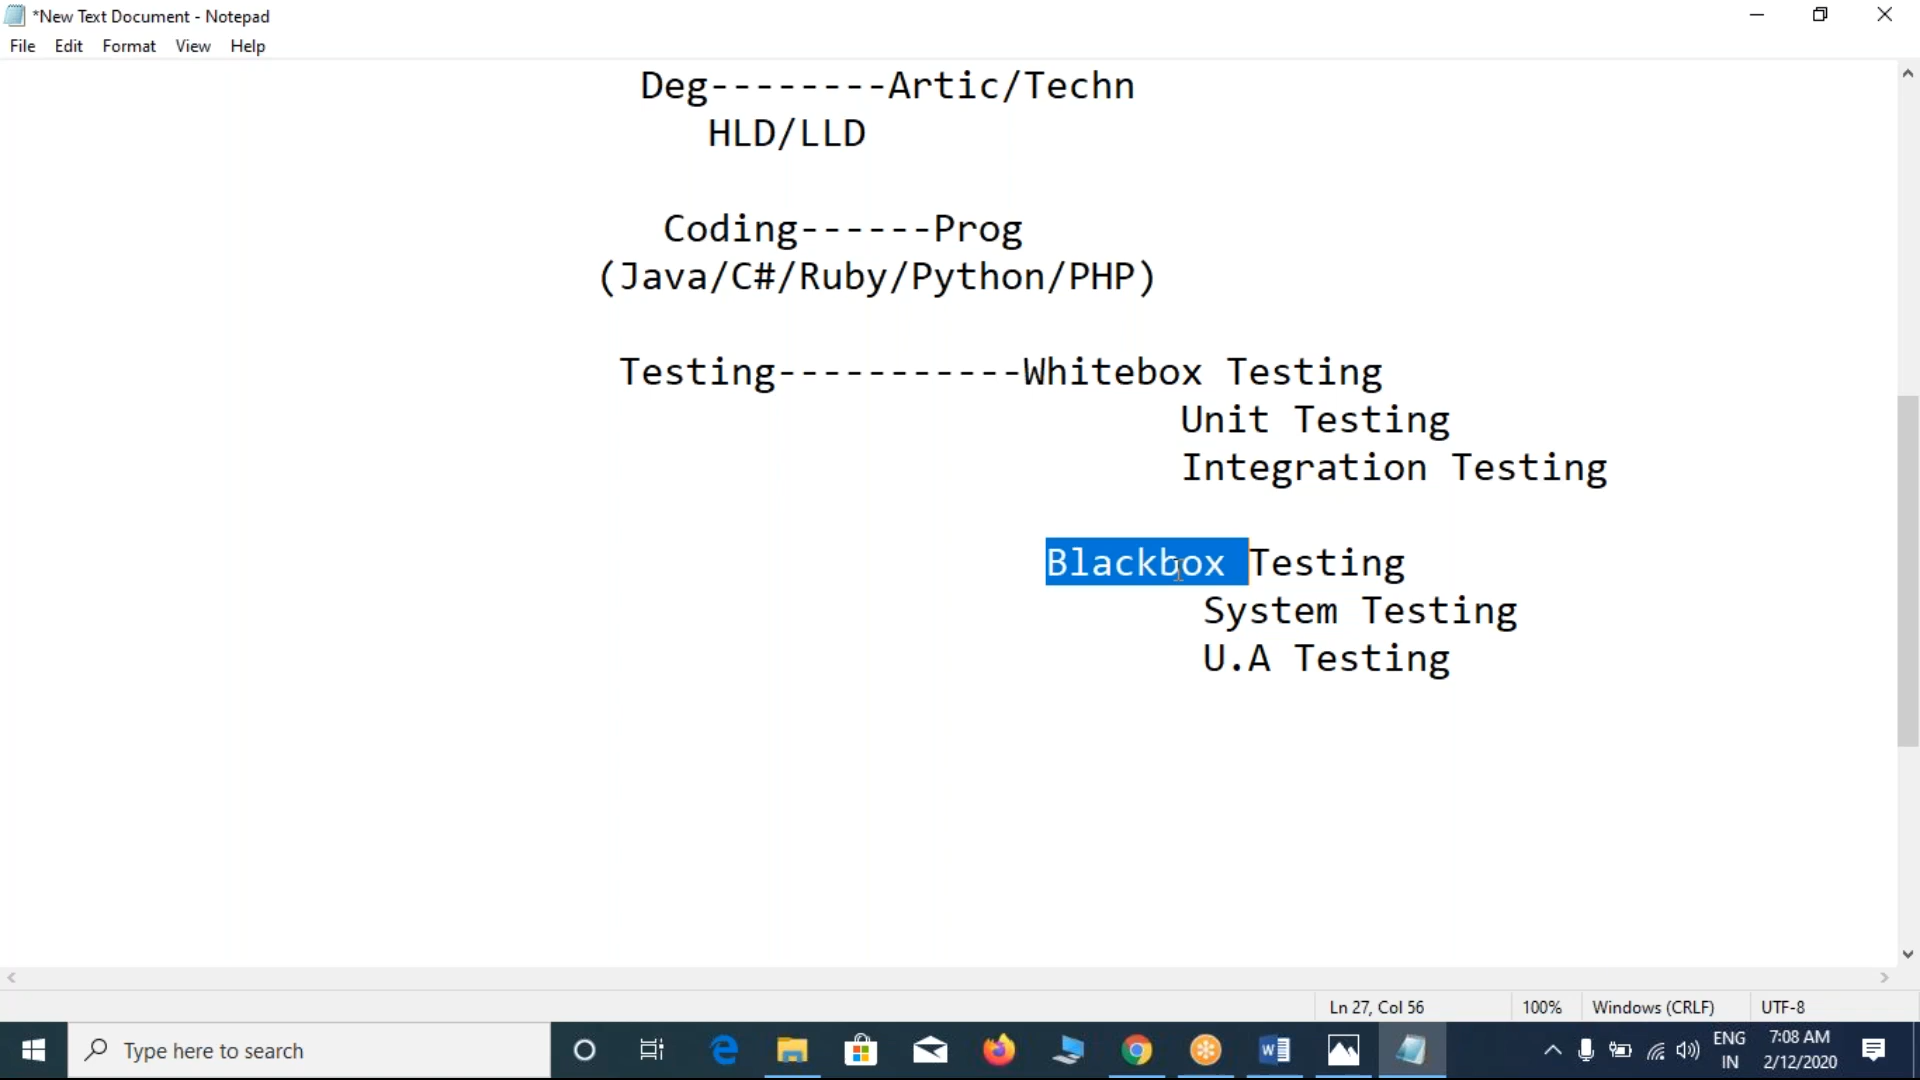 *New Text Document - Notepad
File Edit Format View Help
Deg--------Artic/Techn
HLD/LLD
Coding------Prog
(Java/C#/Ruby/Python/PHP)
Testing-----------Whitebox Testing
Unit Testing
Integration Testing
Blackbox Testing
System Testing
U.A Testing
Ln 27, Col 56 100% Windows (CRLF) UTF-8
Type here to search
ENG 7:08 AM
IN 2/12/2020